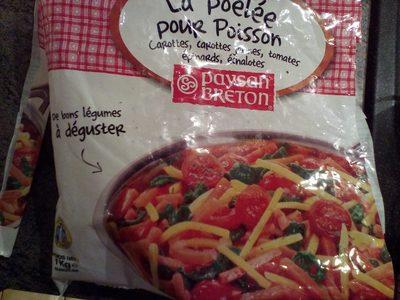 La Poêlée
pour Poisson
Carottes, carottes jaunes, tomates
épinards, échalotes
paysan
BRETON
De bons légumes
à déguster
1Kg